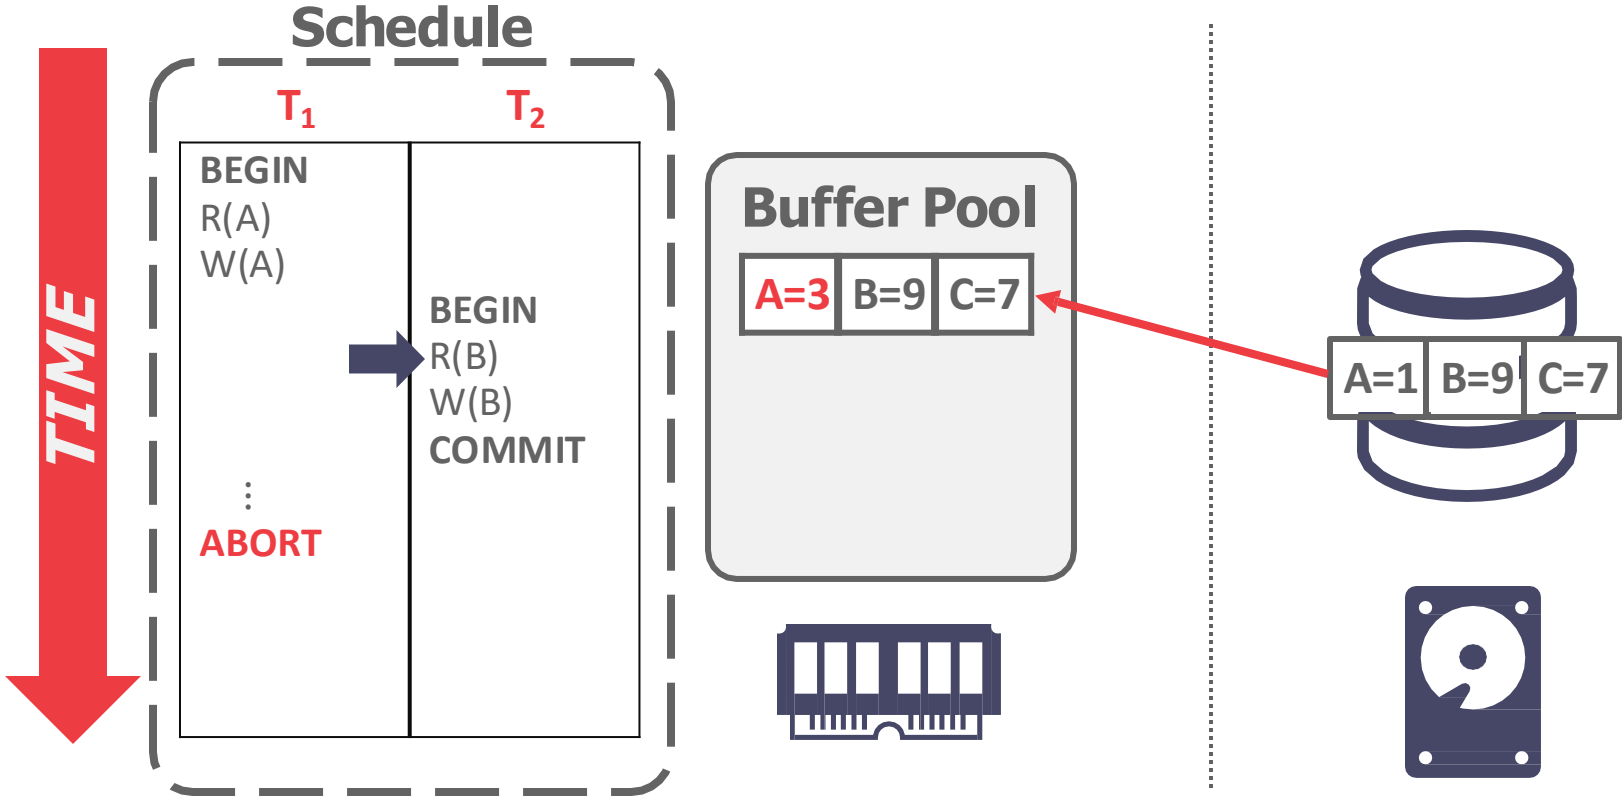 Schedule
TIME
T₁ T₂
BEGIN
R(A)
W(A)
⋮
ABORT
BEGIN
R(B)
W(B)
COMMIT
Buffer Pool
A=3 B=9 C=7
A=1 B=9 C=7